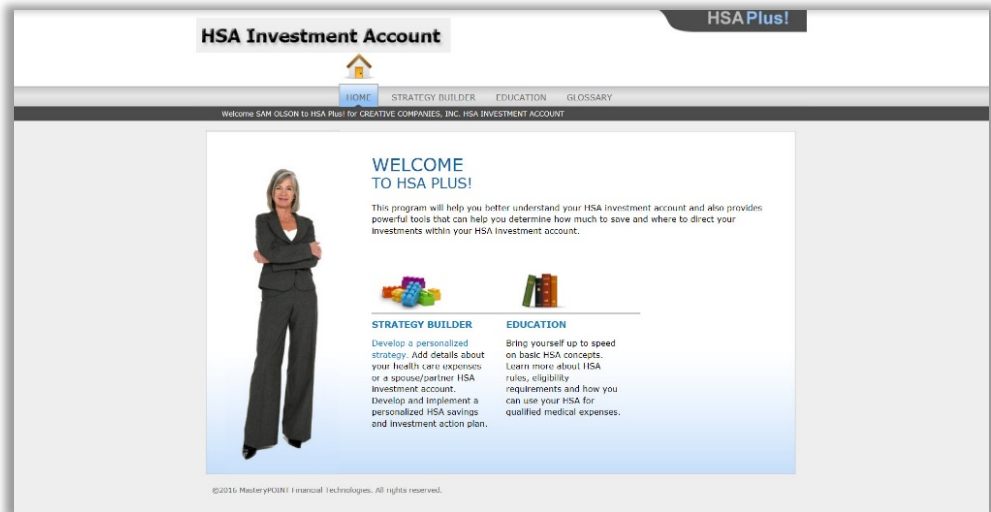 HSA Plus!
HSA Investment Account
HOME STRATEGY BUILDER EDUCATION GLOSSARY
Welcome SAM OLSON to HSA Plus! for CREATIVE COMPANIES, INC. HSA INVESTMENT ACCOUNT
WELCOME
TO HSA PLUS!
This program will help you better understand your HSA investment account and also provides
powerful tools that can help you determine how much to save and where to direct your
investments within your HSA investment account.
STRATEGY BUILDER
Develop a personalized
strategy. Add details about
your health care expenses
or a spouse/partner HSA
investment account.
Develop and implement a
personalized HSA savings
and investment action plan.
EDUCATION
Bring yourself up to speed
on basic HSA concepts.
Learn more about HSA
rules, eligibility
requirements and how you
can use your HSA for
qualified medical expenses.
©2016 MasteryPOINT Financial Technologies. All rights reserved.